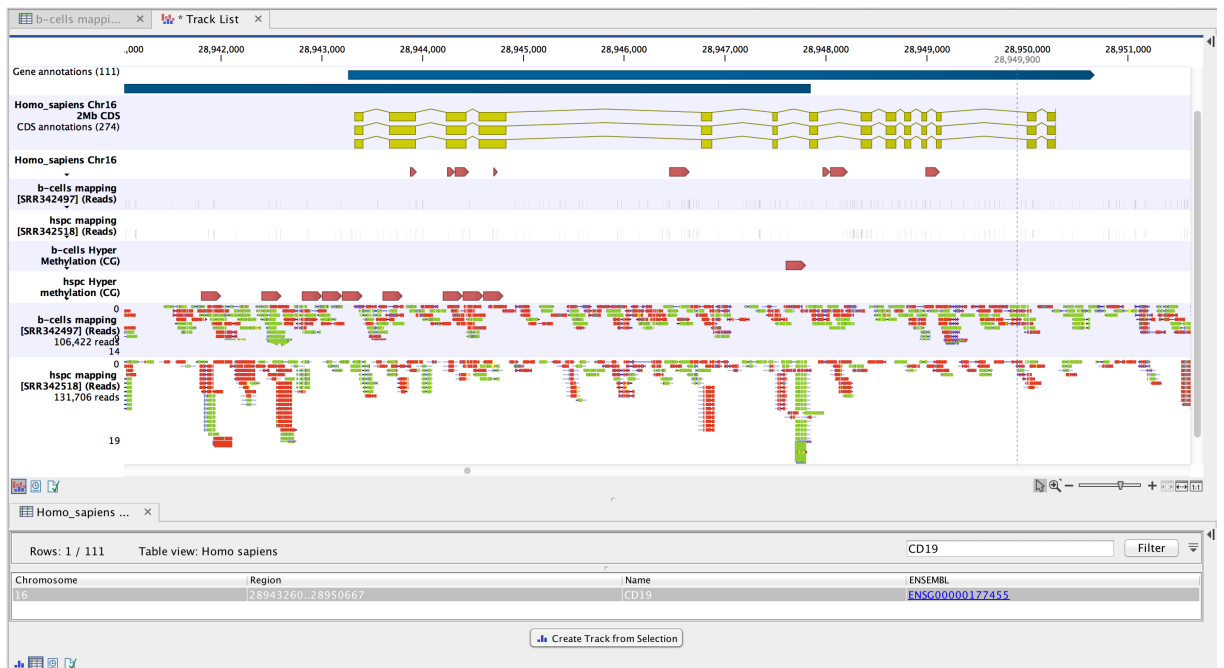 b-cells mappi... × * Track List ×
,000 28,942,000 28,943,000 28,944,000 28,945,000 28,946,000 28,947,000 28,948,000 28,949,000 28,950,000 28,951,000
28,949,900
Gene annotations (111)
Homo_sapiens Chr16
2Mb CDS
CDS annotations (274)
Homo_sapiens Chr16
b-cells mapping
[SRR342497] (Reads)
hspc mapping
[SRR342518] (Reads)
b-cells Hyper
Methylation (CG)
hspc Hyper
methylation (CG)
0
b-cells mapping
[SRR342497] (Reads)
106,422 reads
14
0
hspc mapping
[SRR342518] (Reads)
131,706 reads
19
1:1
Homo_sapiens ... ×
Rows: 1 / 111 Table view: Homo sapiens CD19 Filter
Chromosome Region Name ENSEMBL
16 28943260..28950667 CD19 ENSG00000177455
Create Track from Selection